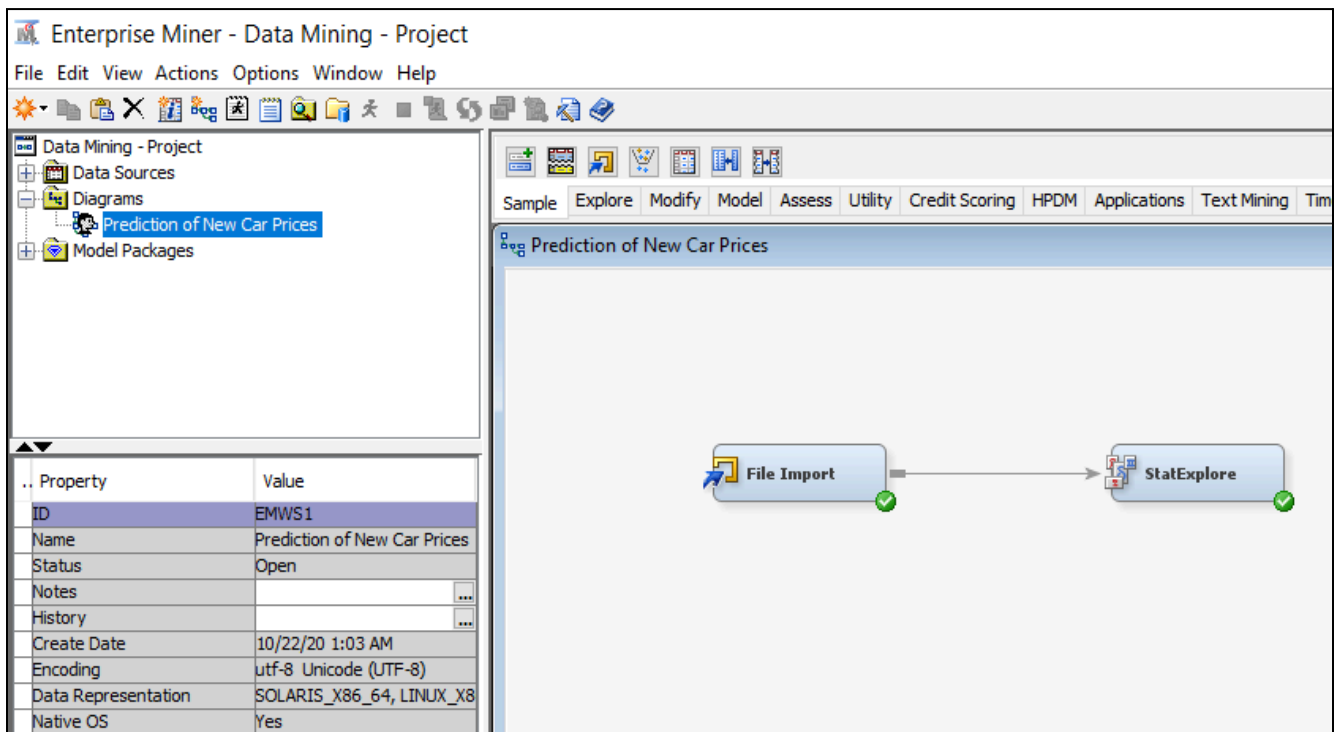 Enterprise Miner - Data Mining - Project
File Edit View Actions Options Window Help
Data Mining - Project
Data Sources
Diagrams
Prediction of New Car Prices
Model Packages
Sample Explore Modify Model Assess Utility Credit Scoring HPDM Applications Text Mining Tim
Prediction of New Car Prices
File Import
StatExplore
.. Property Value
ID EMWS1
Name Prediction of New Car Prices
Status Open
Notes ...
History ...
Create Date 10/22/20 1:03 AM
Encoding utf-8 Unicode (UTF-8)
Data Representation SOLARIS_X86_64, LINUX_X8
Native OS Yes